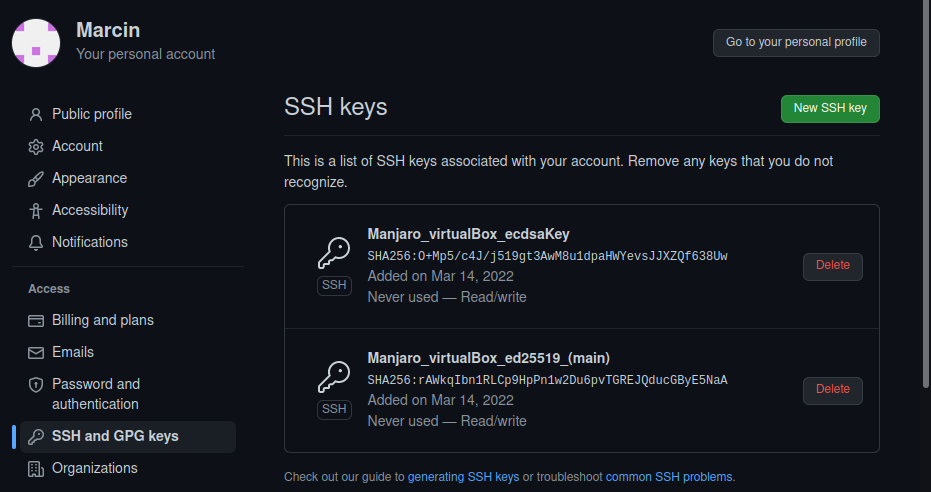 Marcin
Your personal account
Go to your personal profile
Public profile
Account
Appearance
Accessibility
Notifications
Access
Billing and plans
Emails
Password and
authentication
SSH and GPG keys
Organizations
SSH keys
New SSH key
This is a list of SSH keys associated with your account. Remove any keys that you do not
recognize.
SSH
Manjaro_virtualBox_ecdsaKey
SHA256:O+Mp5/c4J/j519gt3AwM8u1dpaHWYevsJJXZQf638Uw
Added on Mar 14, 2022
Never used — Read/write
Delete
SSH
Manjaro_virtualBox_ed25519_(main)
SHA256:rAWkqIbn1RLCp9HpPn1w2Du6pvTGREJQducGByE5NaA
Added on Mar 14, 2022
Never used — Read/write
Delete
Check out our guide to generating SSH keys or troubleshoot common SSH problems.